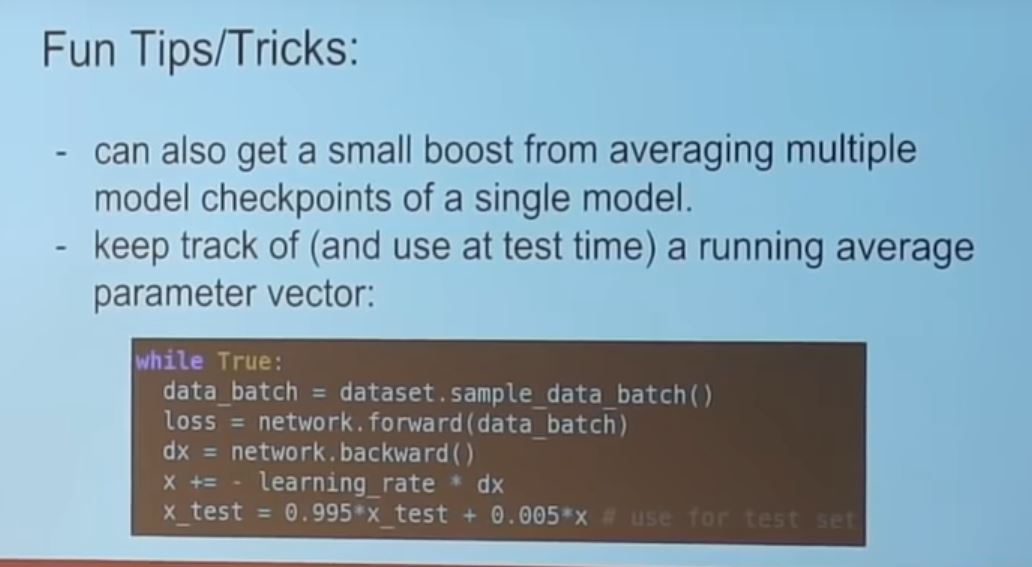 Fun Tips/Tricks:
- can also get a small boost from averaging multiple
model checkpoints of a single model.
- keep track of (and use at test time) a running average
parameter vector:
while True:
data_batch = dataset.sample_data_batch()
loss = network.forward(data_batch)
dx = network.backward()
x += - learning_rate * dx
x_test = 0.995*x_test + 0.005*x # use for test set